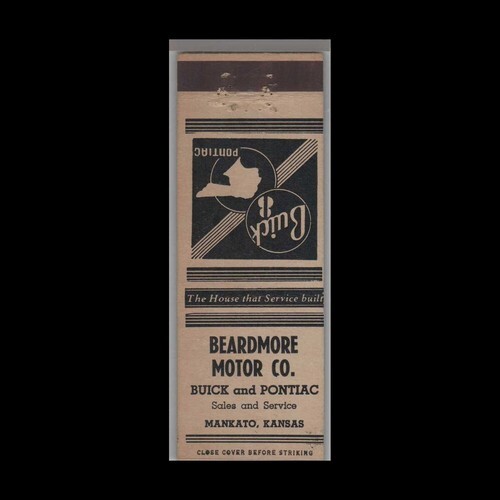 PONTIAC
Buick
8
The House that Service built
BEARDMORE
MOTOR CO.
BUICK and PONTIAC
Sales and Service
MANKATO, KANSAS
CLOSE COVER BEFORE STRIKING